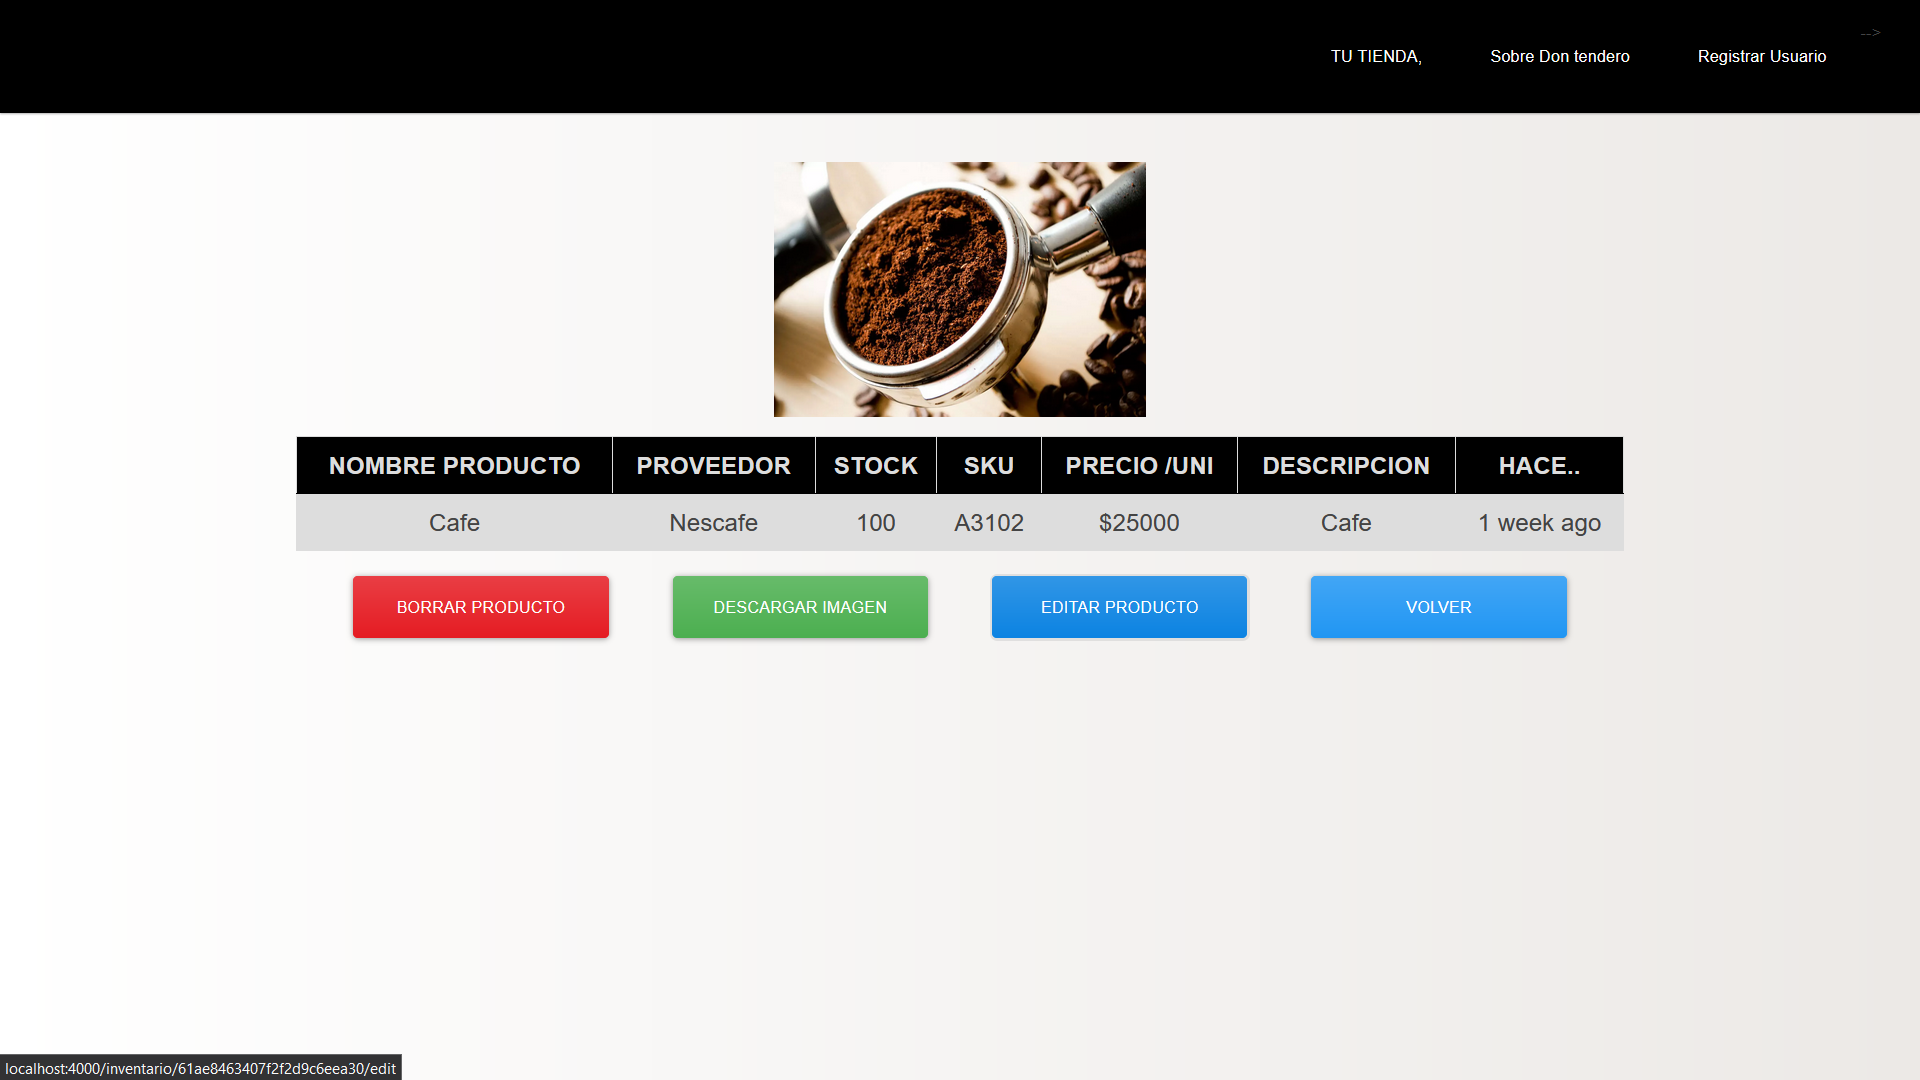 TU TIENDA, Sobre Don tendero Registrar Usuario -->
NOMBRE PRODUCTO PROVEEDOR STOCK SKU PRECIO /UNI DESCRIPCION HACE..
Cafe Nescafe 100 A3102 $25000 Cafe 1 week ago
BORRAR PRODUCTO DESCARGAR IMAGEN EDITAR PRODUCTO VOLVER
localhost:4000/inventario/61ae8463407f2f2d9c6eea30/edit